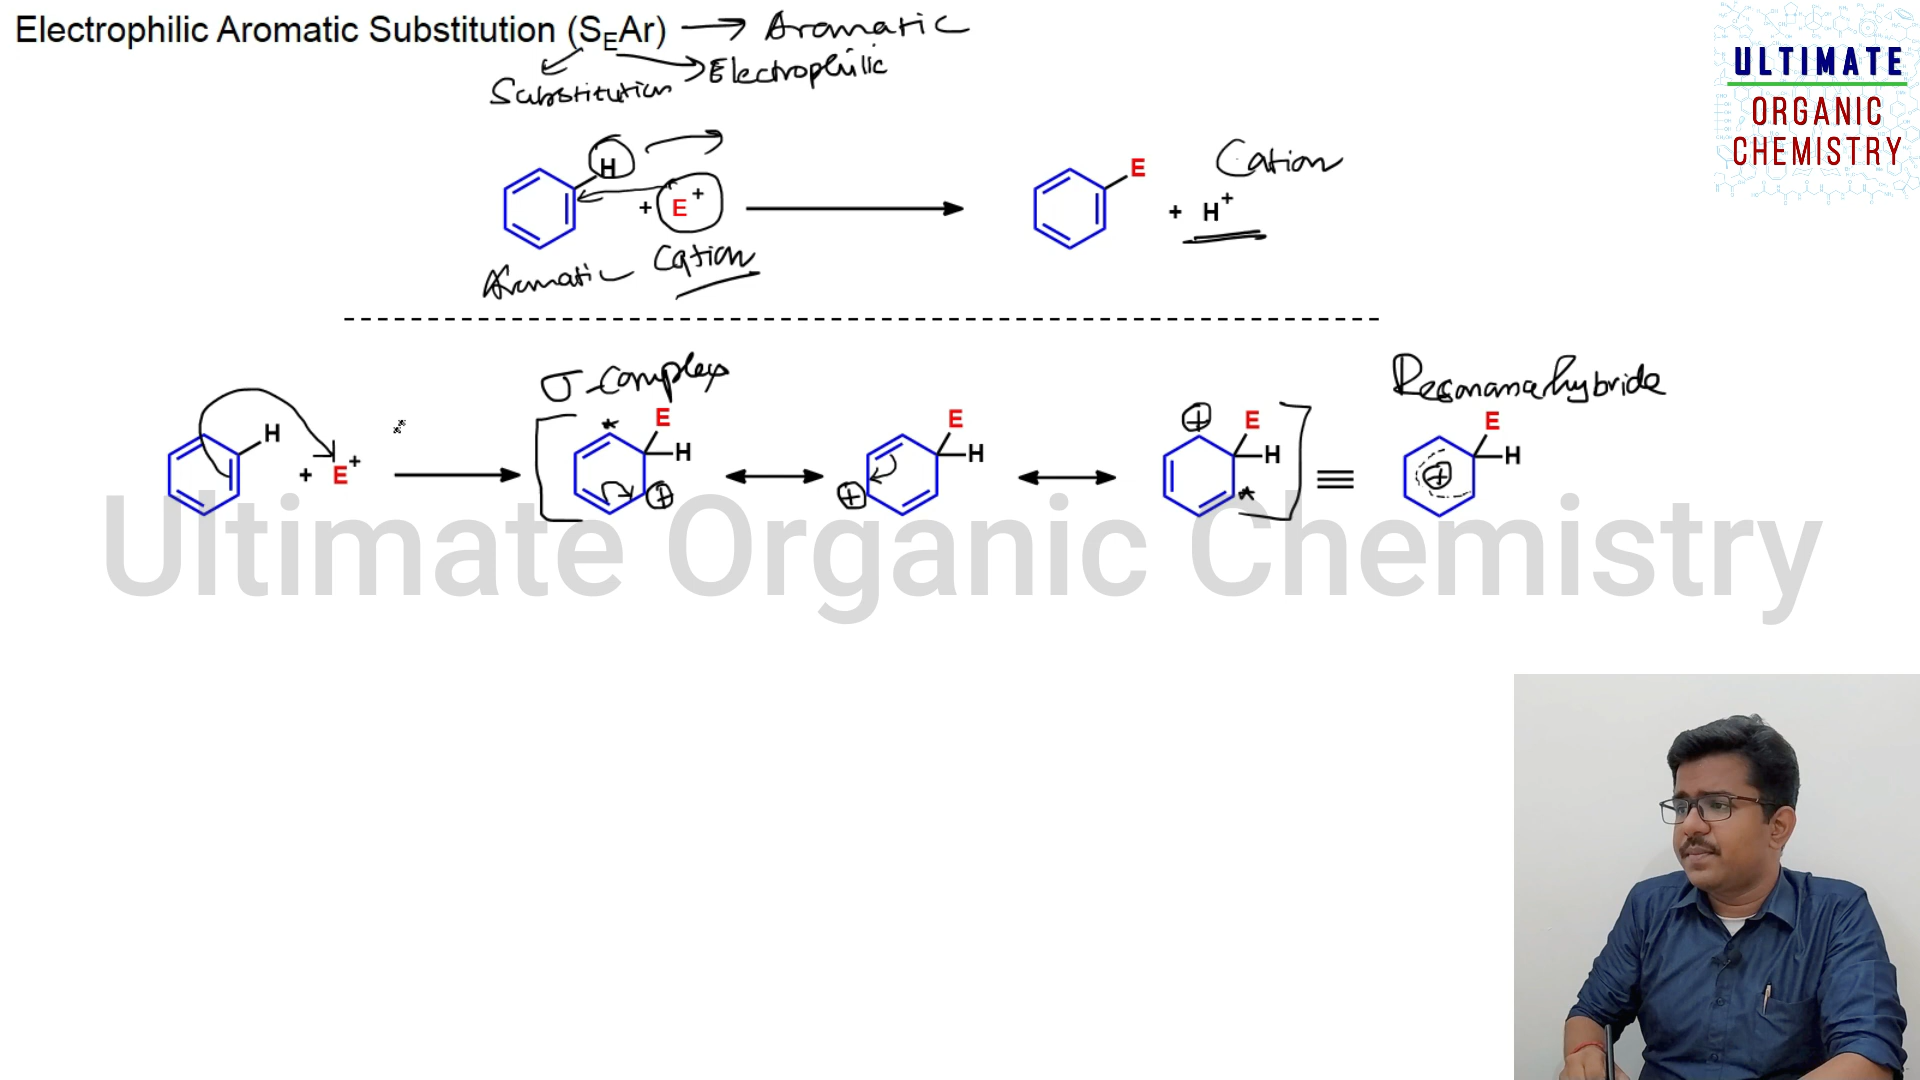 Electrophilic Aromatic Substitution (SEAr) → Aromatic
Electrophilic
Substitution
ULTIMATE
ORGANIC
CHEMISTRY
H
+ E+
E
+ H+
Cation
Aromatic
Cation
σ-complex
Resonance hybride
H
+ E+
E
H
+
E
H
+
E
H
+
E
H
+
Ultimate Organic Chemistry